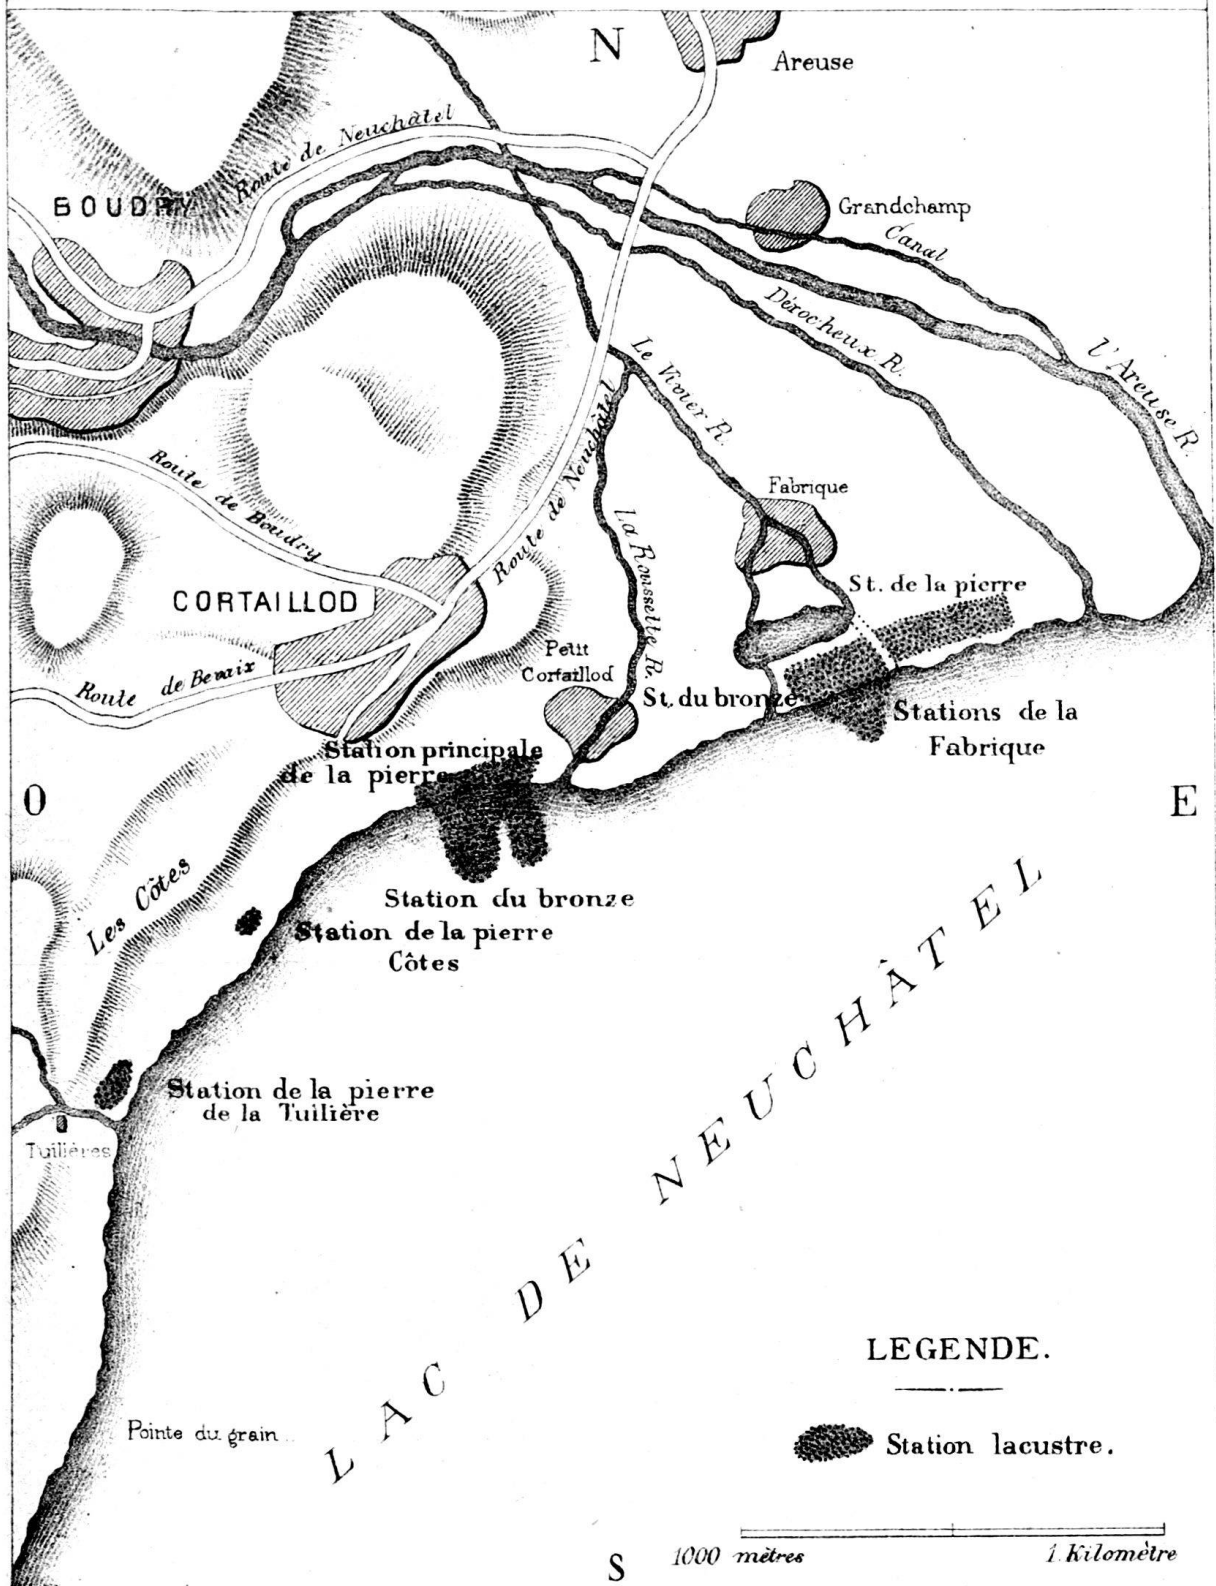 N
Areuse
Route de Neuchâtel
BOUDRY
Grandchamp
Canal
Dérocheux R.
l'Areuse R.
Le Vivier R.
Route de Neuchâtel
Route de Boudry
Fabrique
La Rousselte R.
St. de la pierre
CORTAILLOD
Petit
Cortaillod
Route de Bevaix
St. du bronze
Stations de la
Fabrique
Station principale
de la pierre
O
E
Les Côtes
Station du bronze
Station de la pierre
Côtes
LAC DE NEUCHÂTEL
Station de la pierre
de la Tuilière
Tuilières
LEGENDE.
Pointe du grain
Station lacustre.
1000 mètres
1 Kilomètre
S